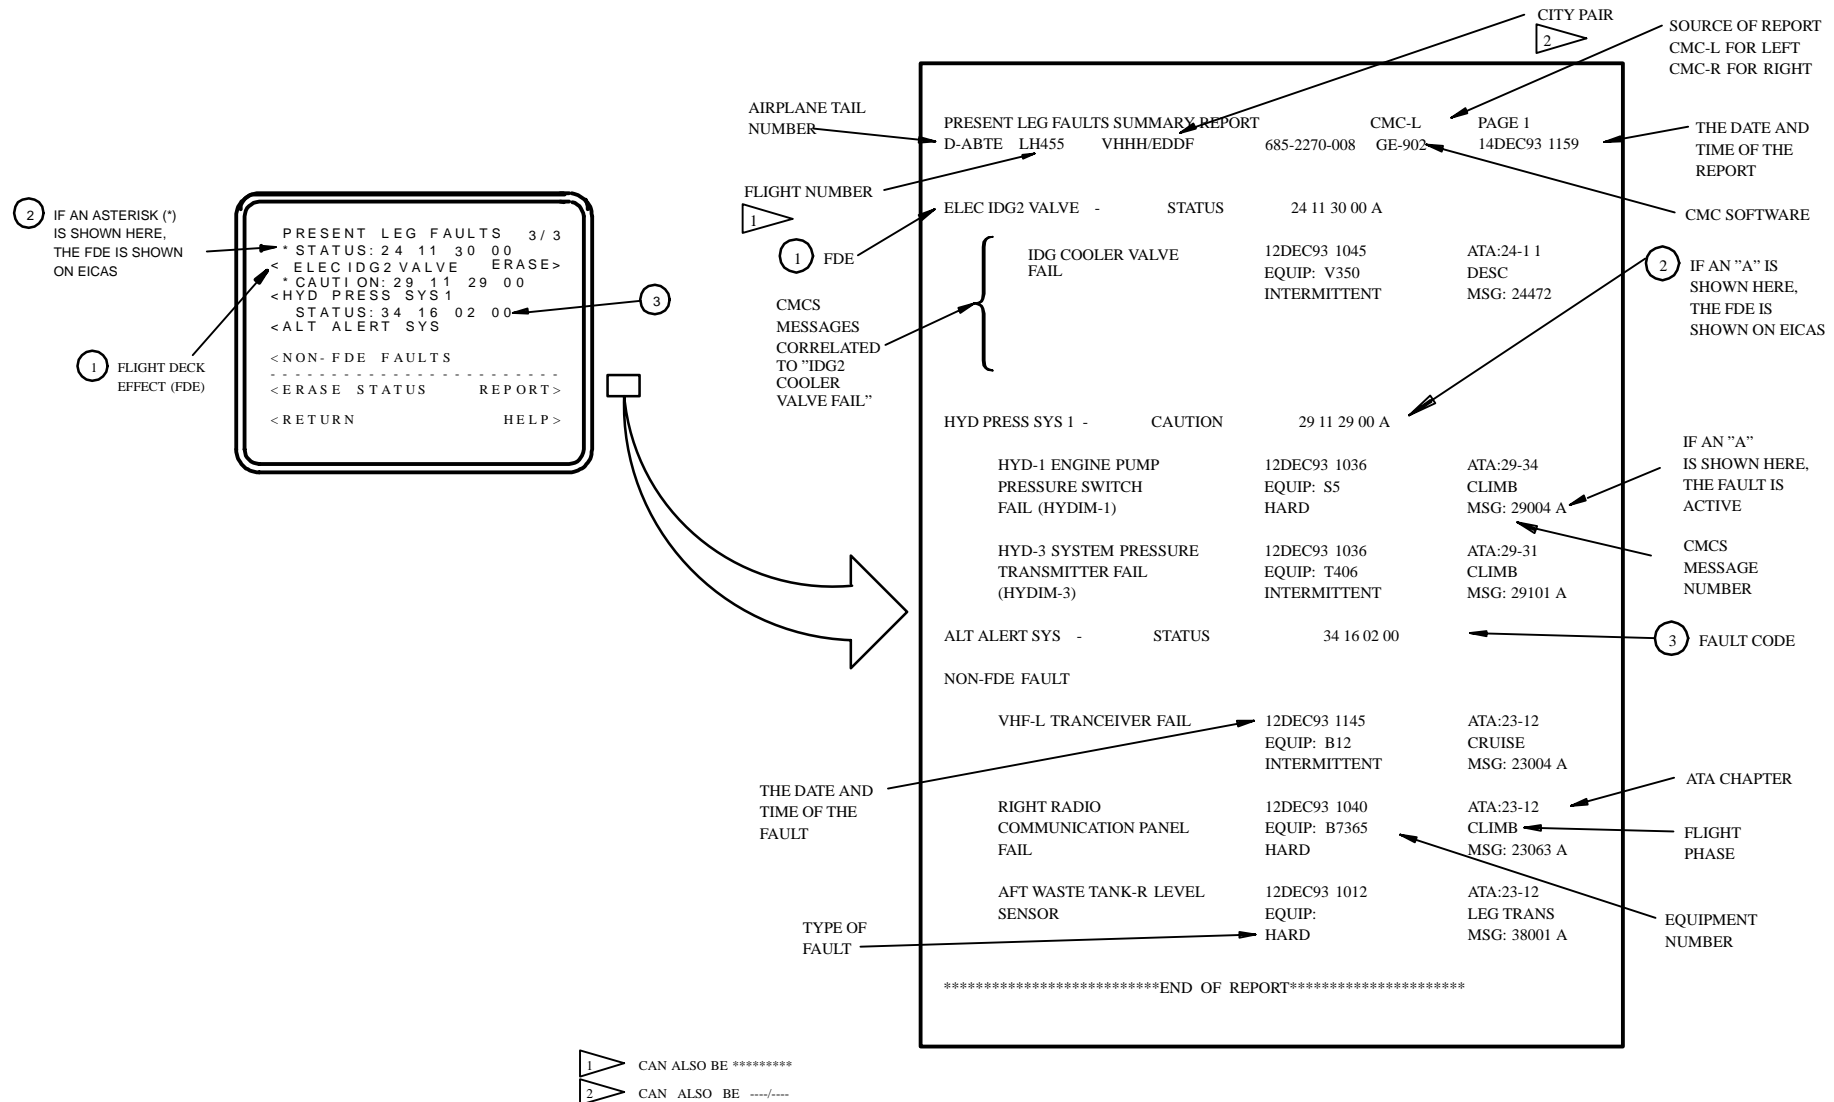 2 IF AN ASTERISK (*)
IS SHOWN HERE,
THE FDE IS SHOWN
ON EICAS
1 FLIGHT DECK
EFFECT (FDE)
PRESENT LEG FAULTS 3/3
* STATUS: 24 11 30 00
< ELEC IDG2 VALVE ERASE>
* CAUTION: 29 11 29 00
<HYD PRESS SYS1
STATUS: 34 16 02 00
<ALT ALERT SYS
<NON-FDE FAULTS
- - - - - - - - - - - - - - - - - - - - - - - -
<ERASE STATUS REPORT>
<RETURN HELP>
3
AIRPLANE TAIL
NUMBER
FLIGHT NUMBER
1
1 FDE
CMCS
MESSAGES
CORRELATED
TO ”IDG2
COOLER
VALVE FAIL”
THE DATE AND
TIME OF THE
FAULT
TYPE OF
FAULT
CITY PAIR
2
SOURCE OF REPORT
CMC-L FOR LEFT
CMC-R FOR RIGHT
PRESENT LEG FAULTS SUMMARY REPORT CMC-L PAGE 1
D-ABTE LH455 VHHH/EDDF 685-2270-008 GE-902 14DEC93 1159
ELEC IDG2 VALVE - STATUS 24 11 30 00 A
IDG COOLER VALVE 12DEC93 1045 ATA:24-1 1
FAIL EQUIP: V350 DESC
INTERMITTENT MSG: 24472
HYD PRESS SYS 1 - CAUTION 29 11 29 00 A
HYD-1 ENGINE PUMP 12DEC93 1036 ATA:29-34
PRESSURE SWITCH EQUIP: S5 CLIMB
FAIL (HYDIM-1) HARD MSG: 29004 A
HYD-3 SYSTEM PRESSURE 12DEC93 1036 ATA:29-31
TRANSMITTER FAIL EQUIP: T406 CLIMB
(HYDIM-3) INTERMITTENT MSG: 29101 A
ALT ALERT SYS - STATUS 34 16 02 00
NON-FDE FAULT
VHF-L TRANCEIVER FAIL 12DEC93 1145 ATA:23-12
EQUIP: B12 CRUISE
INTERMITTENT MSG: 23004 A
RIGHT RADIO 12DEC93 1040 ATA:23-12
COMMUNICATION PANEL EQUIP: B7365 CLIMB
FAIL HARD MSG: 23063 A
AFT WASTE TANK-R LEVEL 12DEC93 1012 ATA:23-12
SENSOR EQUIP: LEG TRANS
HARD MSG: 38001 A
***************************END OF REPORT**********************
THE DATE AND
TIME OF THE
REPORT
CMC SOFTWARE
2 IF AN ”A” IS
SHOWN HERE,
THE FDE IS
SHOWN ON EICAS
IF AN ”A”
IS SHOWN HERE,
THE FAULT IS
ACTIVE
CMCS
MESSAGE
NUMBER
3 FAULT CODE
ATA CHAPTER
FLIGHT
PHASE
EQUIPMENT
NUMBER
1 CAN ALSO BE *********
2 CAN ALSO BE ----/----